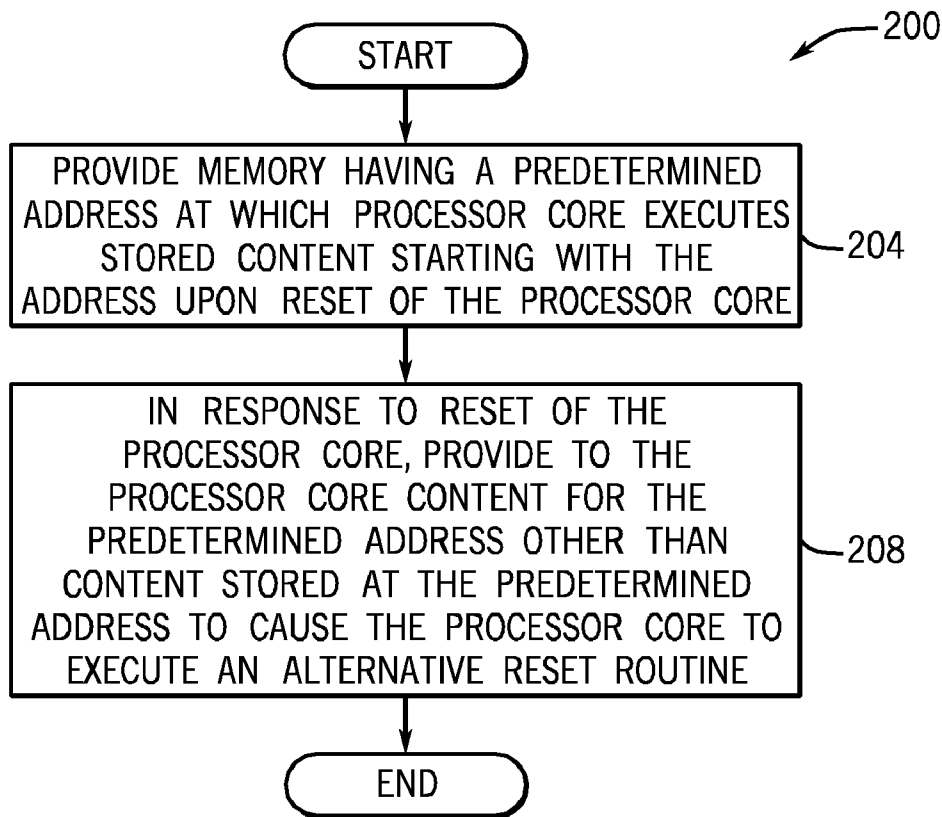 200
START
PROVIDE MEMORY HAVING A PREDETERMINED
ADDRESS AT WHICH PROCESSOR CORE EXECUTES
STORED CONTENT STARTING WITH THE
ADDRESS UPON RESET OF THE PROCESSOR CORE
204
IN RESPONSE TO RESET OF THE
PROCESSOR CORE, PROVIDE TO THE
PROCESSOR CORE CONTENT FOR THE
PREDETERMINED ADDRESS OTHER THAN
CONTENT STORED AT THE PREDETERMINED
ADDRESS TO CAUSE THE PROCESSOR CORE TO
EXECUTE AN ALTERNATIVE RESET ROUTINE
208
END